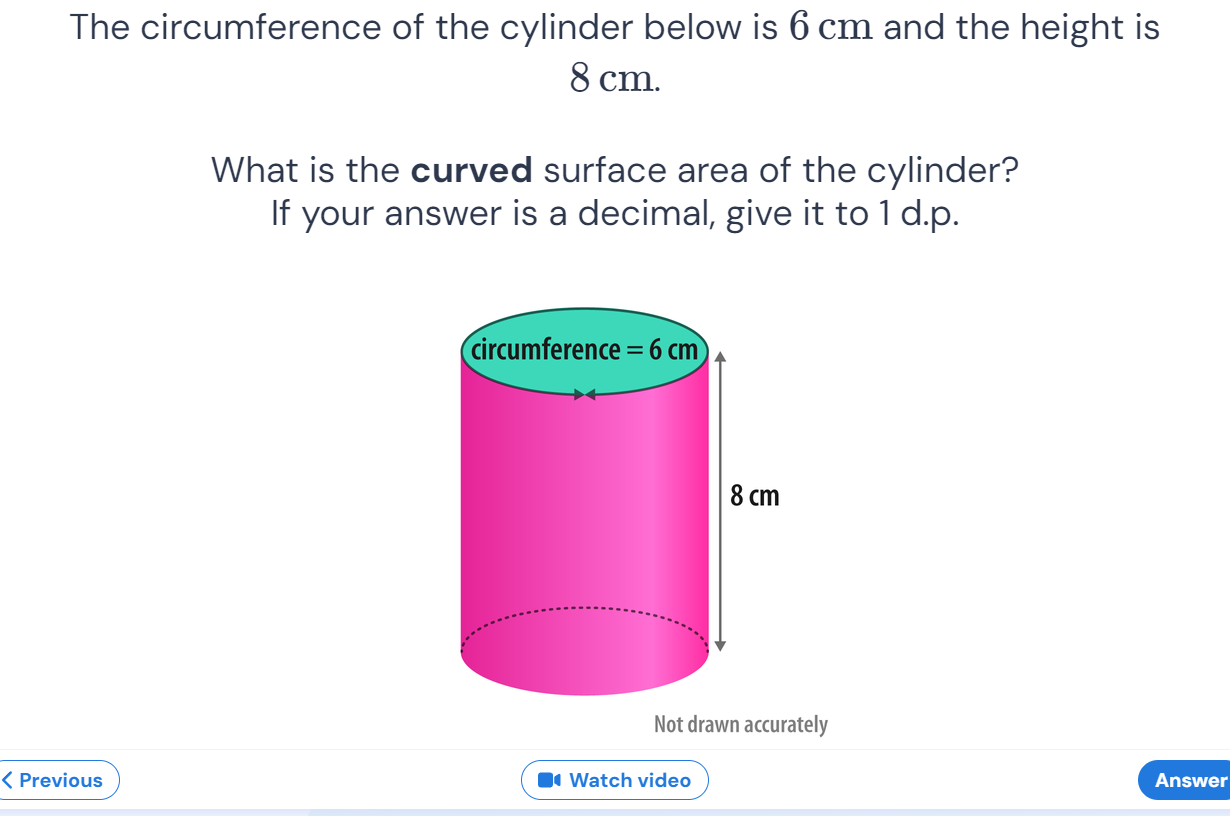 The circumference of the cylinder below is 6 cm and the height is
8 cm.
What is the curved surface area of the cylinder?
If your answer is a decimal, give it to 1 d.p.
circumference = 6 cm
8 cm
Not drawn accurately
Previous
Watch video
Answer